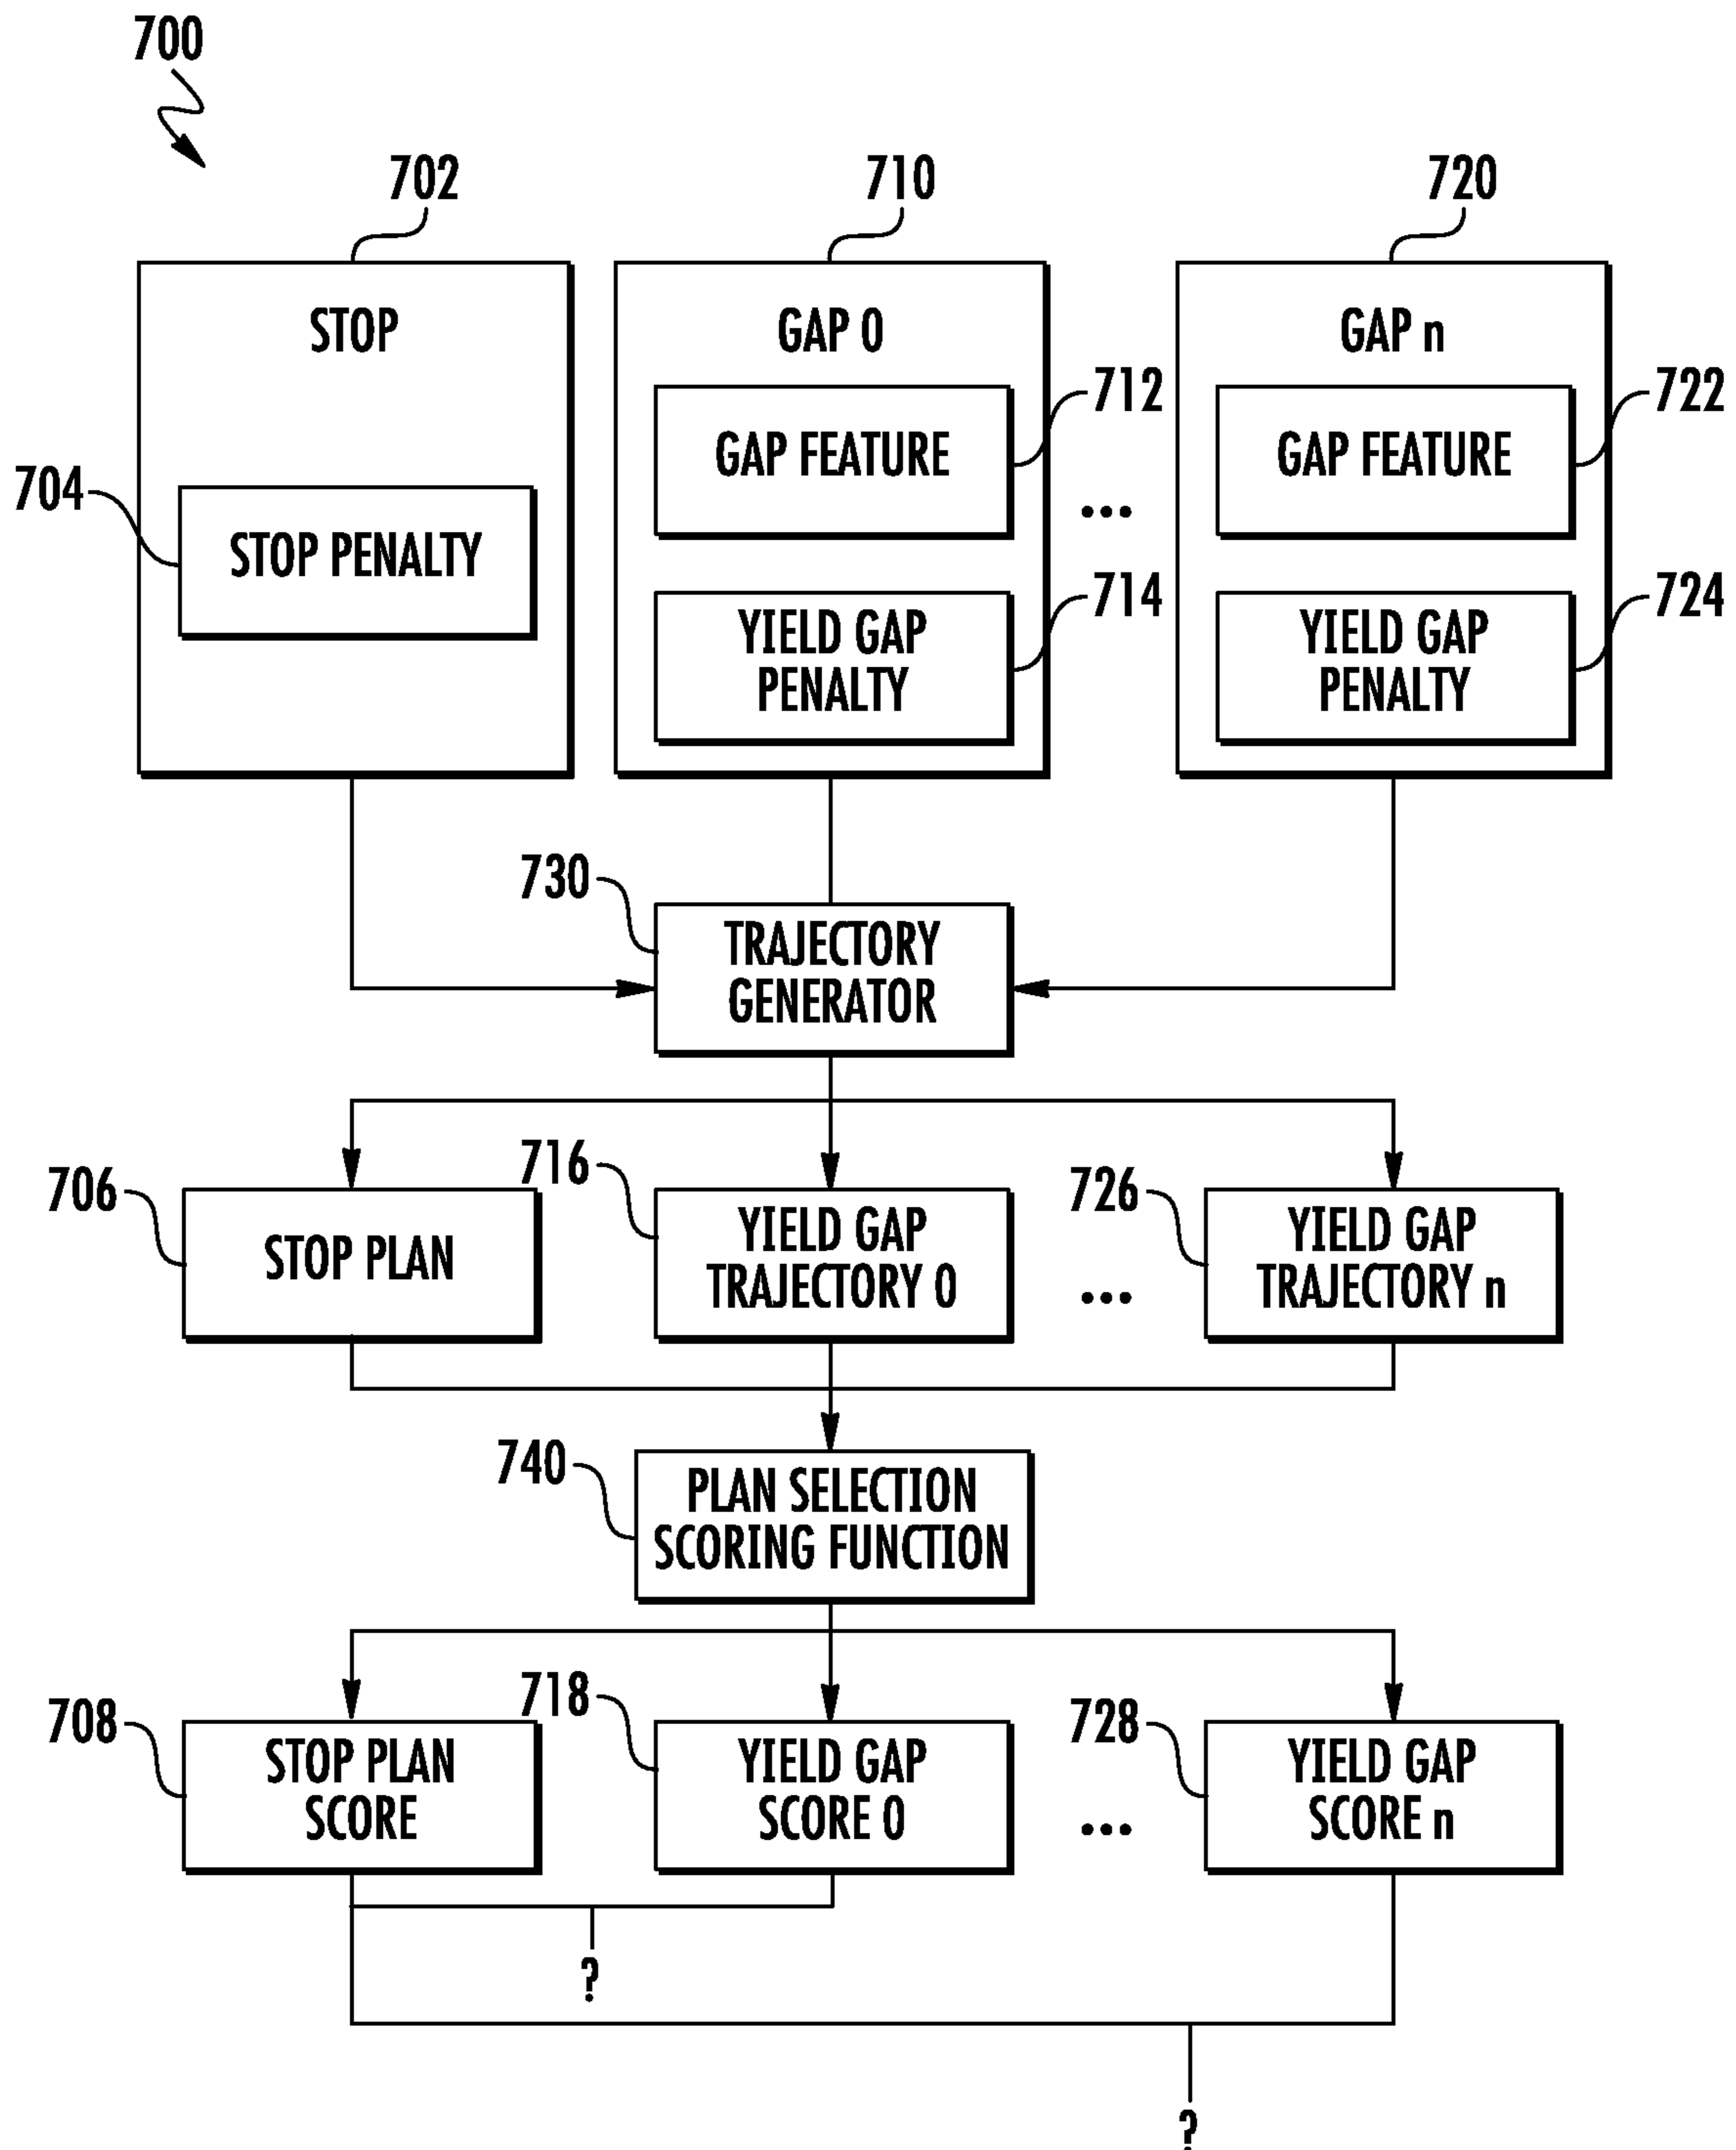 700
702
710
720
STOP
GAP 0
GAP n
712
722
GAP FEATURE
GAP FEATURE
704
...
STOP PENALTY
714
724
YIELD GAP
PENALTY
YIELD GAP
PENALTY
730
TRAJECTORY
GENERATOR
706
716
726
STOP PLAN
YIELD GAP
TRAJECTORY 0
...
YIELD GAP
TRAJECTORY n
740
PLAN SELECTION
SCORING FUNCTION
708
718
728
STOP PLAN
SCORE
YIELD GAP
SCORE 0
...
YIELD GAP
SCORE n
?
?